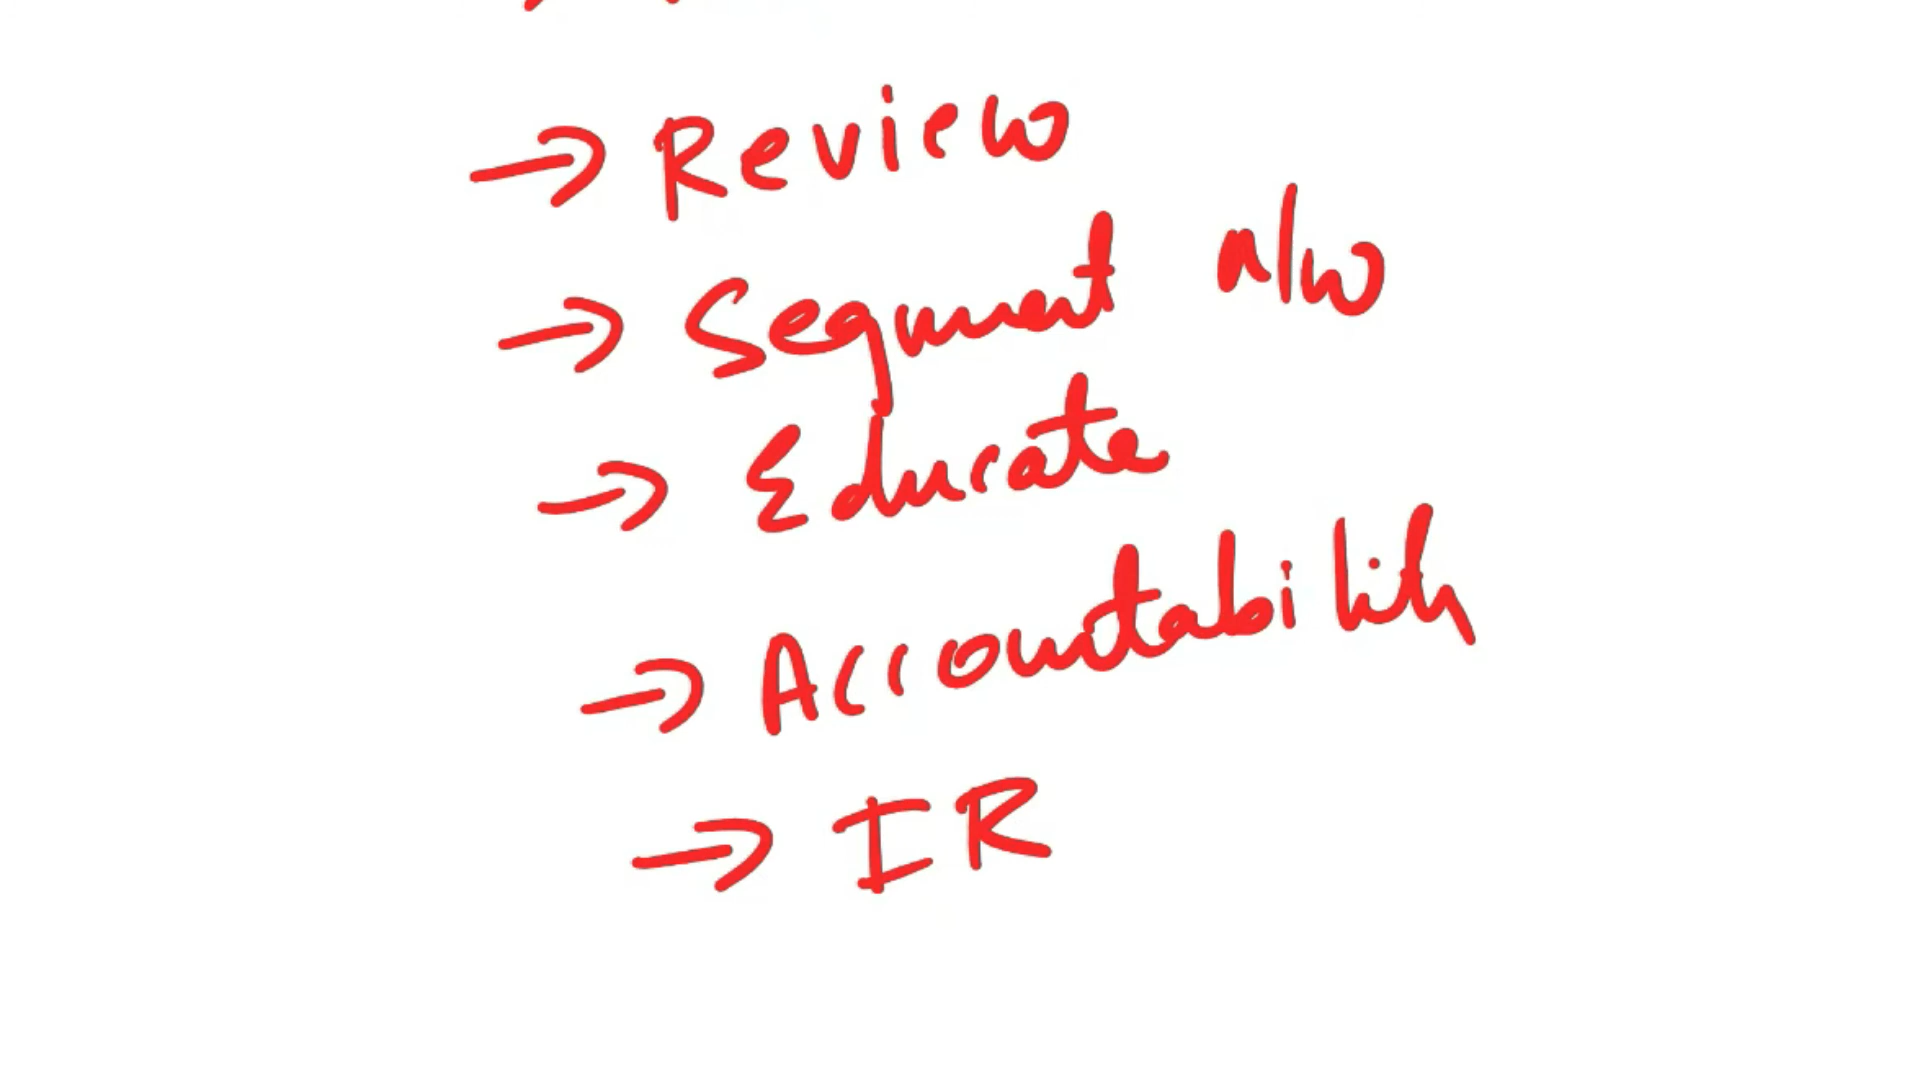 → Review
→ Segment n/w
→ Educate
→ Accountability
→ IR